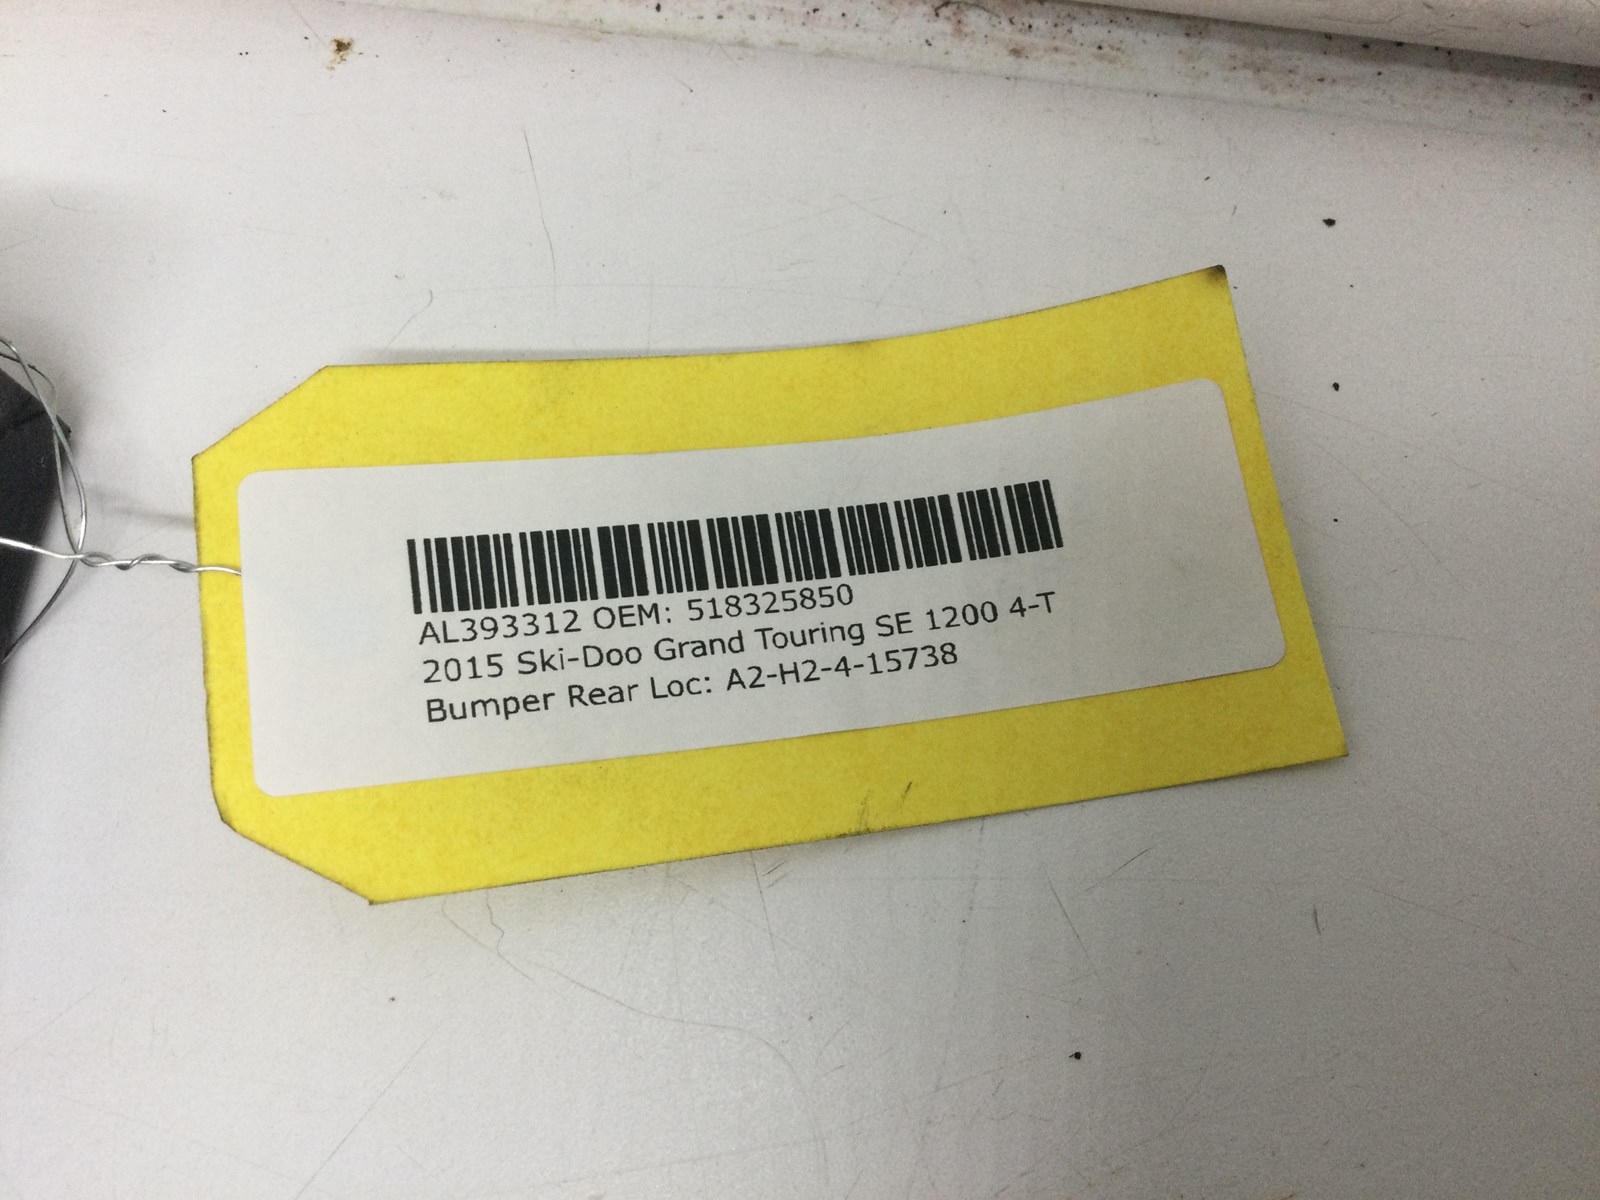 AL393312 OEM: 518325850
2015 Ski-Doo Grand Touring SE 1200 4-T
Bumper Rear Loc: A2-H2-4-15738